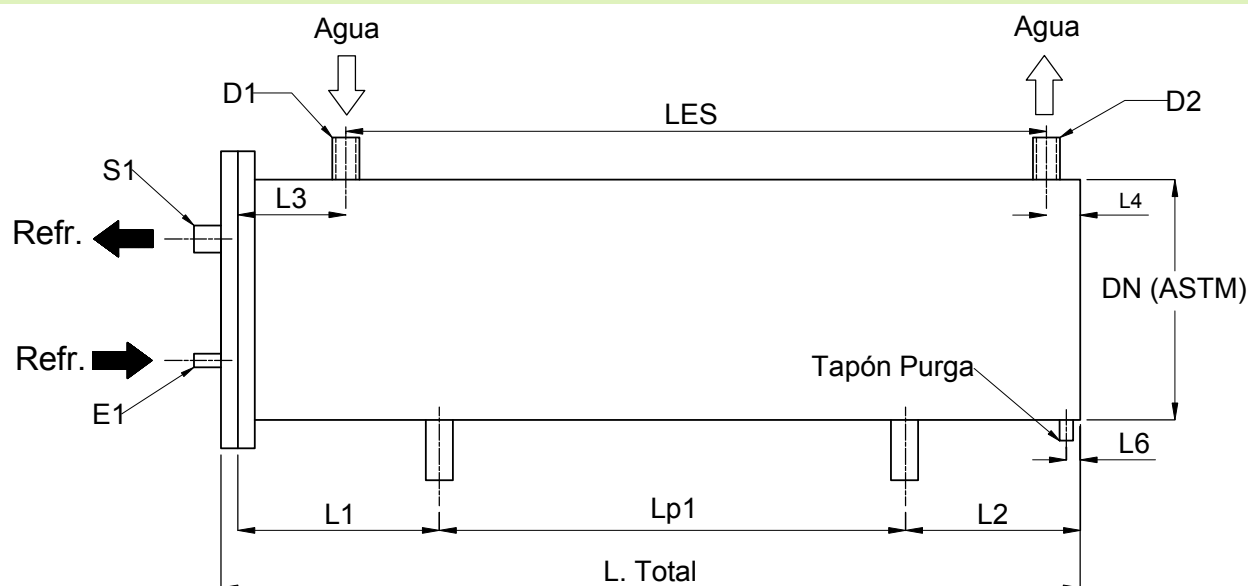 Agua
Agua
D1
LES
D2
S1
L3
L4
Refr.
DN (ASTM)
Refr.
Tapón Purga
E1
L6
L1
Lp1
L2
L. Total